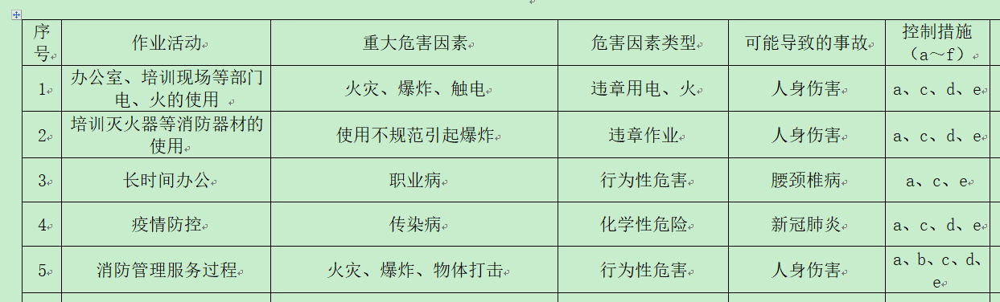 序号 作业活动 重大危害因素 危害因素类型 可能导致的事故 控制措施（a～f）
1 办公室、培训现场等部门电、火的使用 火灾、爆炸、触电 违章用电、火 人身伤害 a、c、d、e
2 培训灭火器等消防器材的使用 使用不规范引起爆炸 违章作业 人身伤害 a、c、d、e
3 长时间办公 职业病 行为性危害 腰颈椎病 a、c、e
4 疫情防控 传染病 化学性危险 新冠肺炎 a、c、d、e
5 消防管理服务过程 火灾、爆炸、物体打击 行为性危害 人身伤害 a、b、c、d、e